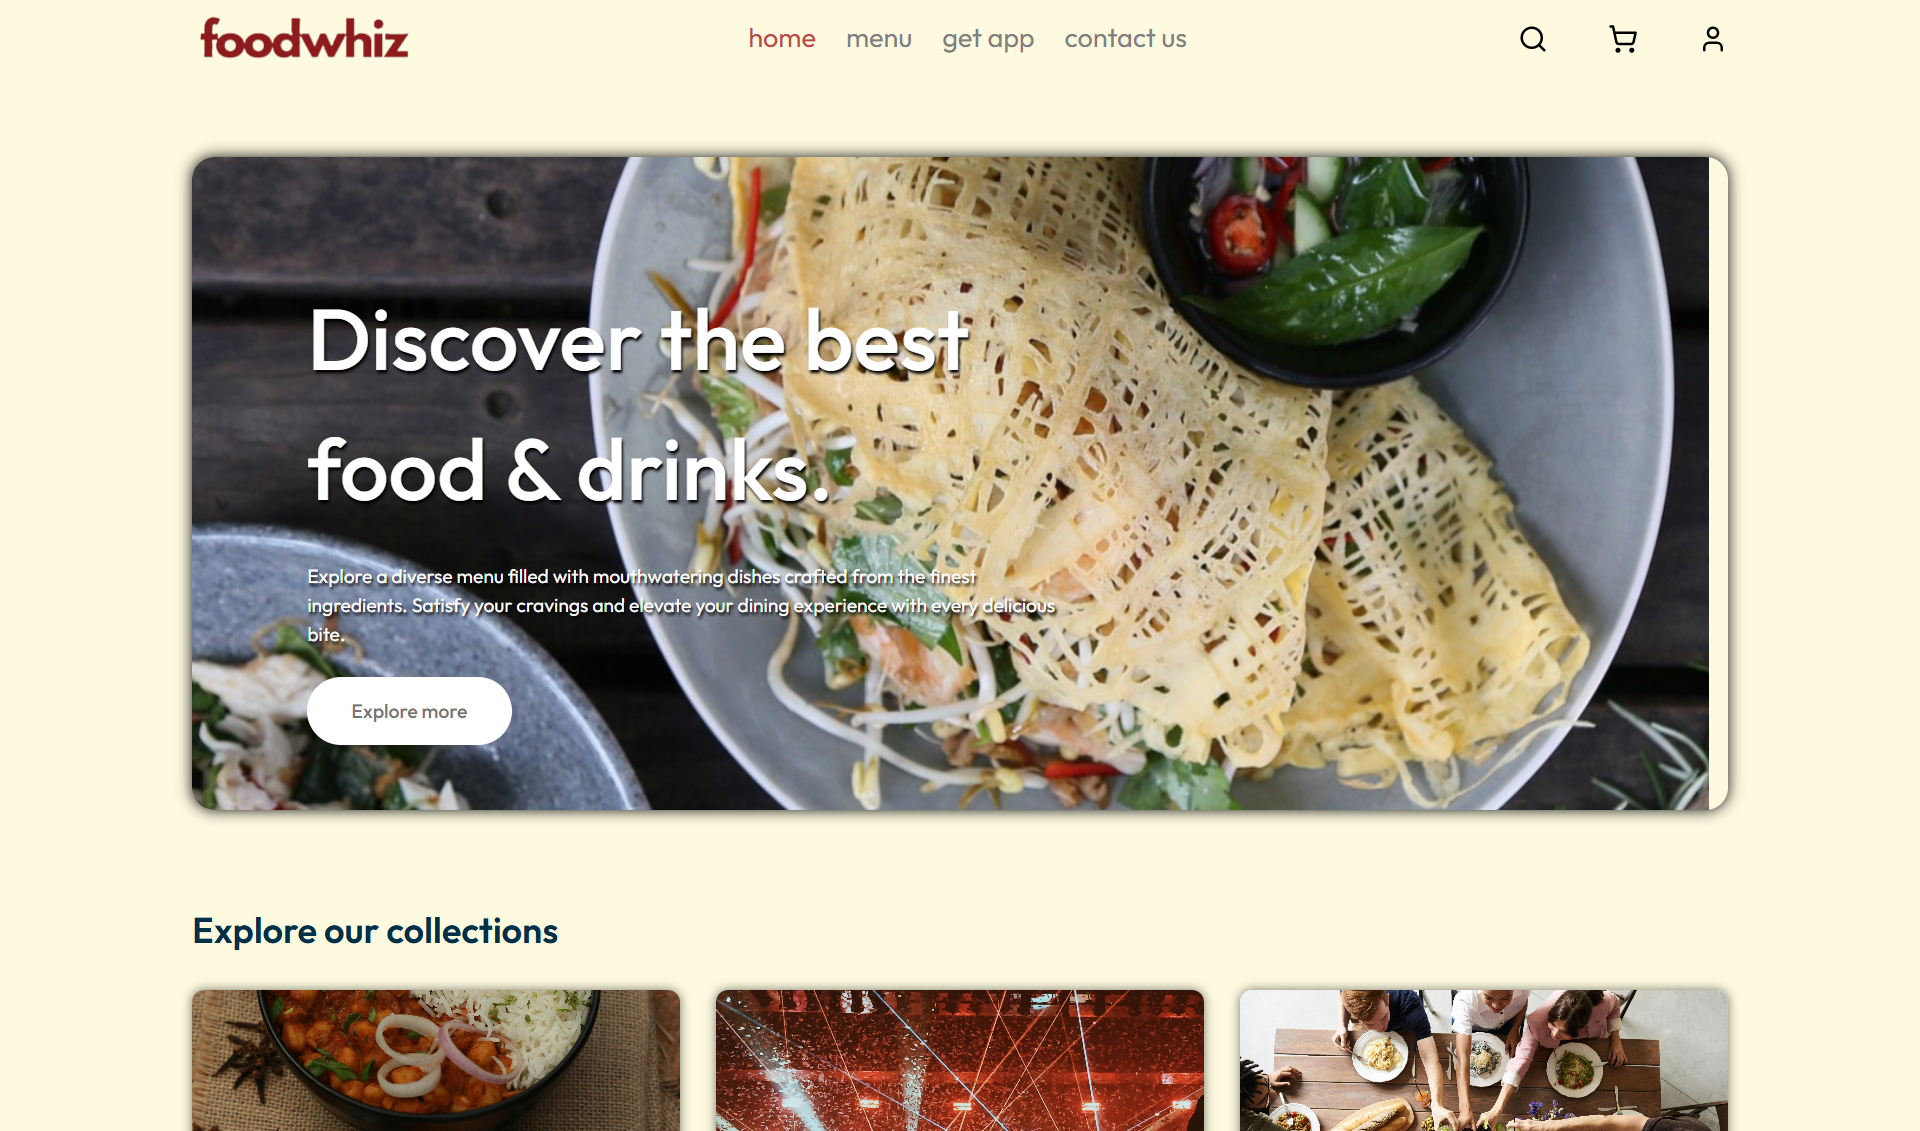 foodwhiz
home menu get app contact us
Discover the best
food & drinks.
Explore a diverse menu filled with mouthwatering dishes crafted from the finest
ingredients. Satisfy your cravings and elevate your dining experience with every delicious
bite.
Explore more
Explore our collections